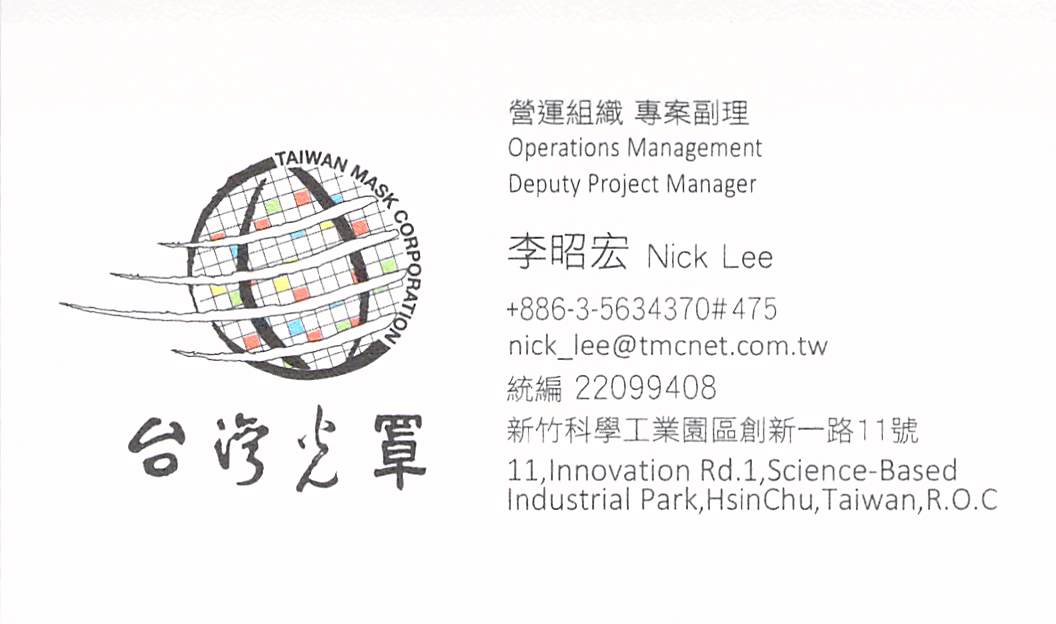 TAIWAN MASK CORPORATION
台灣光罩
營運組織 專案副理
Operations Management
Deputy Project Manager
李昭宏 Nick Lee
+886-3-5634370#475
nick_lee@tmcnet.com.tw
統編 22099408
新竹科學工業園區創新一路11號
11,Innovation Rd.1,Science-Based
Industrial Park,HsinChu,Taiwan,R.O.C